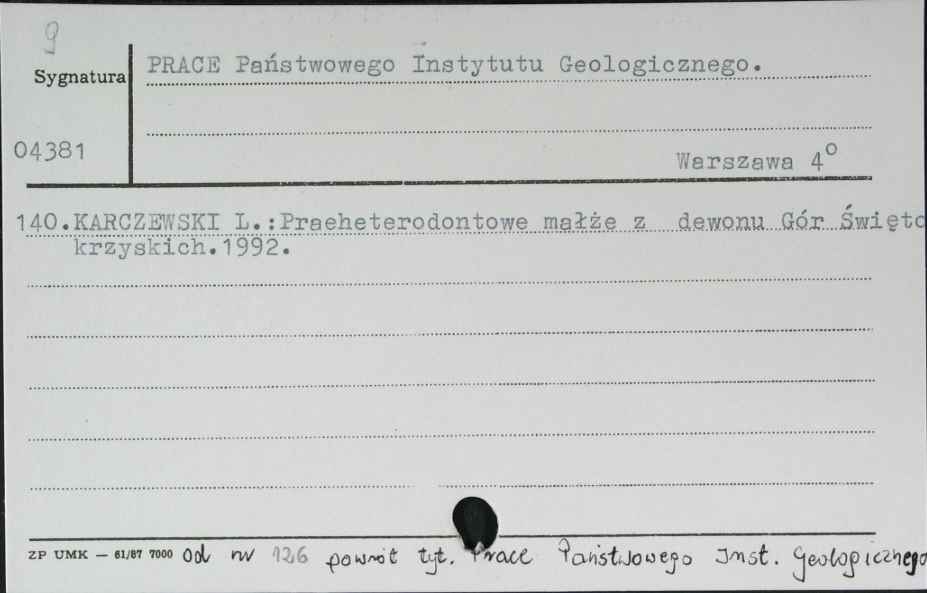 9
Sygnatura
PRACE Państwowego Instytutu Geologicznego.
04381
Warszawa 4°
140.KARCZEWSKI L.:Praeheterodontowe małże z dewonu Gór Święto
krzyskich.1992.
ZP UMK — 61/87 7000 Od nr 126 powrót tyt. Prace Państwowego Inst. Geologicznego